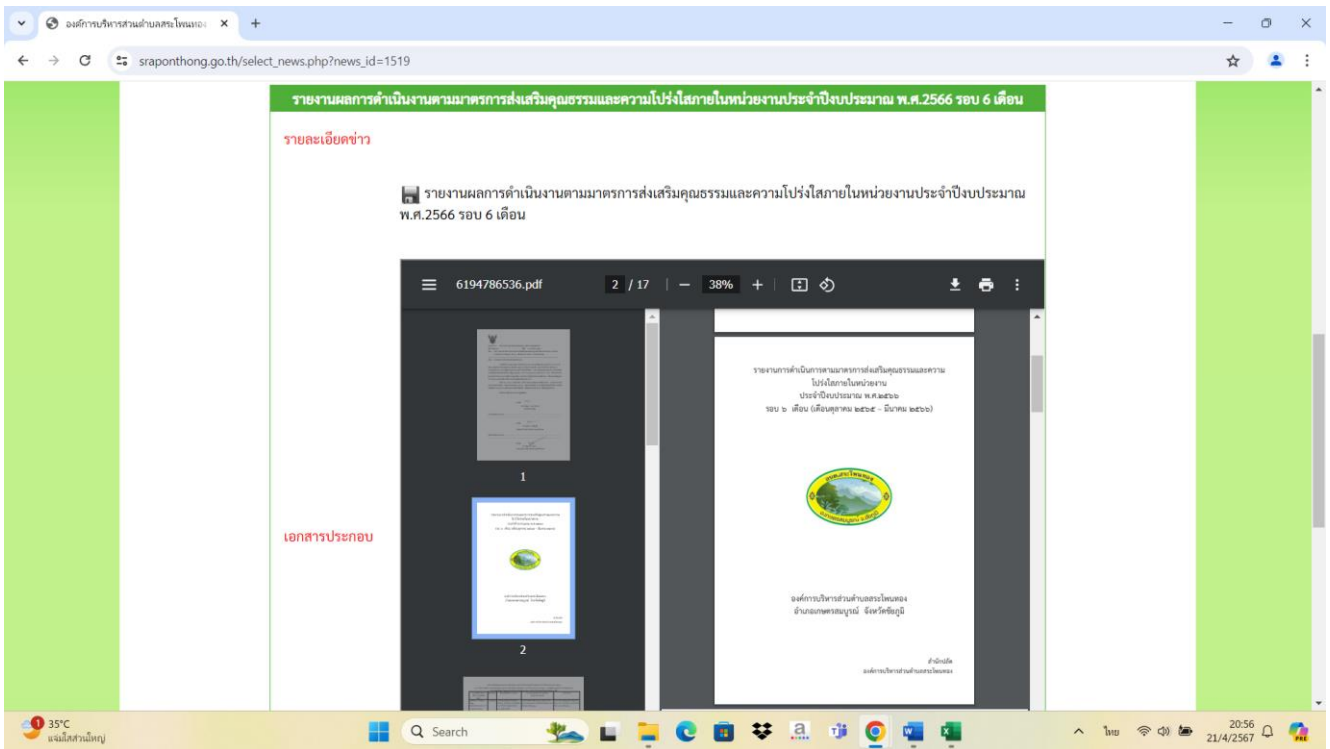 องค์การบริหารส่วนตำบลสระโพนทอง
sraponthong.go.th/select_news.php?news_id=1519
รายงานผลการดำเนินงานตามมาตรการส่งเสริมคุณธรรมและความโปร่งใสภายในหน่วยงานประจำปีงบประมาณ พ.ศ.2566 รอบ 6 เดือน
รายละเอียดข่าว
รายงานผลการดำเนินงานตามมาตรการส่งเสริมคุณธรรมและความโปร่งใสภายในหน่วยงานประจำปีงบประมาณ
พ.ศ.2566 รอบ 6 เดือน
6194786536.pdf 2 / 17 38%
1
2
รายงานการดำเนินการตามมาตรการส่งเสริมคุณธรรมและความ
โปร่งใสภายในหน่วยงาน
ประจำปีงบประมาณ พ.ศ.๒๕๖๖
รอบ ๖ เดือน (เดือนตุลาคม ๒๕๖๕ - มีนาคม ๒๕๖๖)
องค์การบริหารส่วนตำบลสระโพนทอง
อำเภอเกษตรสมบูรณ์ จังหวัดชัยภูมิ
สำนักปลัด
องค์การบริหารส่วนตำบลสระโพนทอง
เอกสารประกอบ
1
35°C
แจ่มใสส่วนใหญ่
Search
ไทย
20:56
21/4/2567